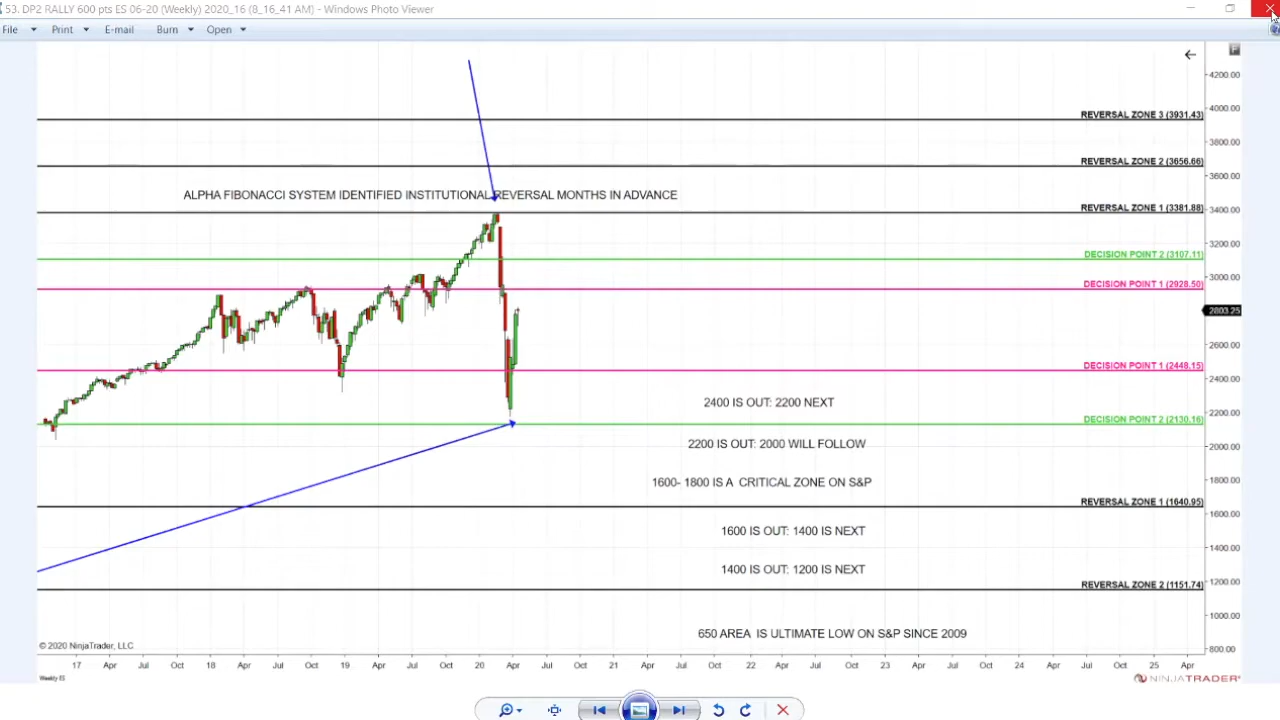 53. DP2 RALLY 600 pts ES 06-20 (Weekly) 2020_16 (8_16_41 AM) - Windows Photo Viewer
File Print E-mail Burn Open
F
4200.00
4000.00
REVERSAL ZONE 3 (3931.43)
3800.00
REVERSAL ZONE 2 (3656.66)
3600.00
ALPHA FIBONACCI SYSTEM IDENTIFIED INSTITUTIONAL REVERSAL MONTHS IN ADVANCE
REVERSAL ZONE 1 (3381.88)
3400.00
3200.00
DECISION POINT 2 (3107.11)
3000.00
DECISION POINT 1 (2928.50)
2803.25
2600.00
DECISION POINT 1 (2448.15)
2400.00
2400 IS OUT: 2200 NEXT
2200.00
DECISION POINT 2 (2130.16)
2200 IS OUT: 2000 WILL FOLLOW
2000.00
1600- 1800 IS A CRITICAL ZONE ON S&P
1800.00
REVERSAL ZONE 1 (1640.95)
1600.00
1600 IS OUT: 1400 IS NEXT
1400.00
1400 IS OUT: 1200 IS NEXT
1200.00
REVERSAL ZONE 2 (1151.74)
1000.00
650 AREA IS ULTIMATE LOW ON S&P SINCE 2009
© 2020 NinjaTrader, LLC
800.00
17 Apr Jul Oct 18 Apr Jul Oct 19 Apr Jul Oct 20 Apr Jul Oct 21 Apr Jul Oct 22 Apr Jul Oct 23 Apr Jul Oct 24 Apr Jul Oct 25 Apr
Weekly ES
NINJATRADER